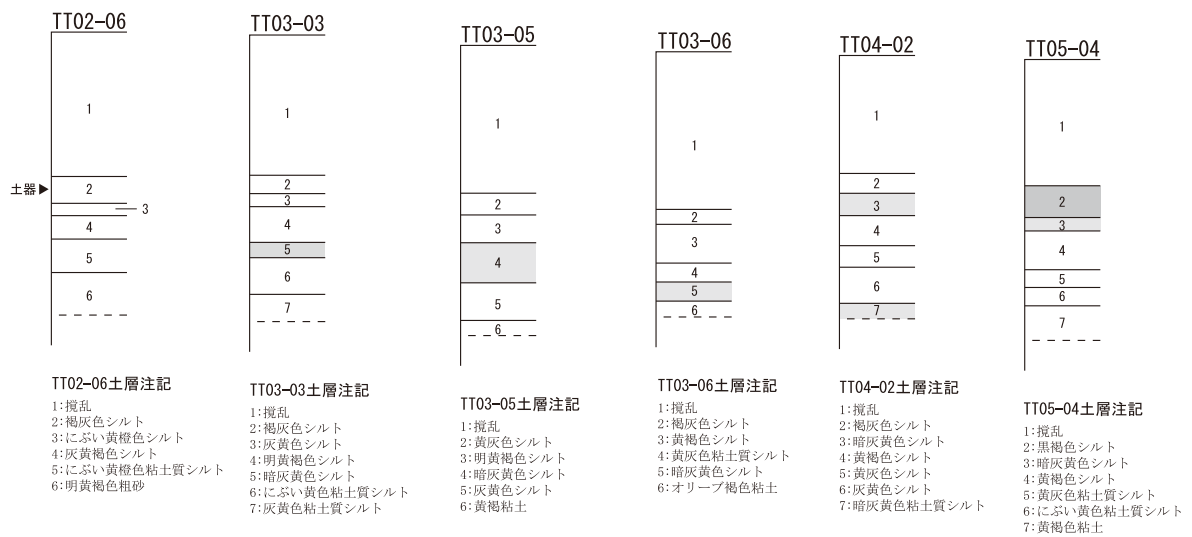 TT02-06
1
土器▶
2
3
4
5
6
TT02-06土層注記
1:撹乱
2:褐灰色シルト
3:にぶい黄橙色シルト
4:灰黄褐色シルト
5:にぶい黄橙色粘土質シルト
6:明黄褐色粗砂
TT03-03
1
2
3
4
5
6
7
TT03-03土層注記
1:撹乱
2:褐灰色シルト
3:灰黄色シルト
4:明黄褐色シルト
5:暗灰黄色シルト
6:にぶい黄色粘土質シルト
7:灰黄色粘土質シルト
TT03-05
1
2
3
4
5
6
TT03-05土層注記
1:撹乱
2:黄灰色シルト
3:明黄褐色シルト
4:暗灰黄色シルト
5:灰黄色シルト
6:黄褐粘土
TT03-06
1
2
3
4
5
6
TT03-06土層注記
1:撹乱
2:褐灰色シルト
3:黄褐色シルト
4:黄灰色粘土質シルト
5:暗灰黄色シルト
6:オリーブ褐色粘土
TT04-02
1
2
3
4
5
6
7
TT04-02土層注記
1:撹乱
2:褐灰色シルト
3:暗灰黄色シルト
4:黄褐色シルト
5:黄灰色シルト
6:灰黄色シルト
7:暗灰黄色粘土質シルト
TT05-04
1
2
3
4
5
6
7
TT05-04土層注記
1:撹乱
2:黒褐色シルト
3:暗灰黄色シルト
4:黄褐色シルト
5:黄灰色粘土質シルト
6:にぶい黄色粘土質シルト
7:黄褐色粘土